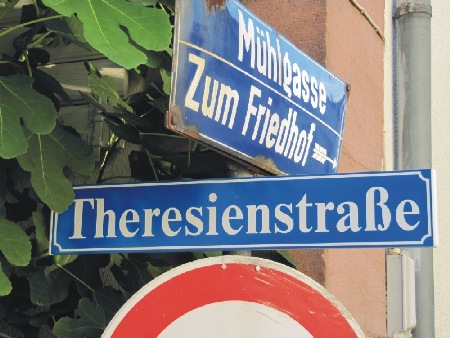 Mühlgasse
Zum Friedhof
Theresienstraße